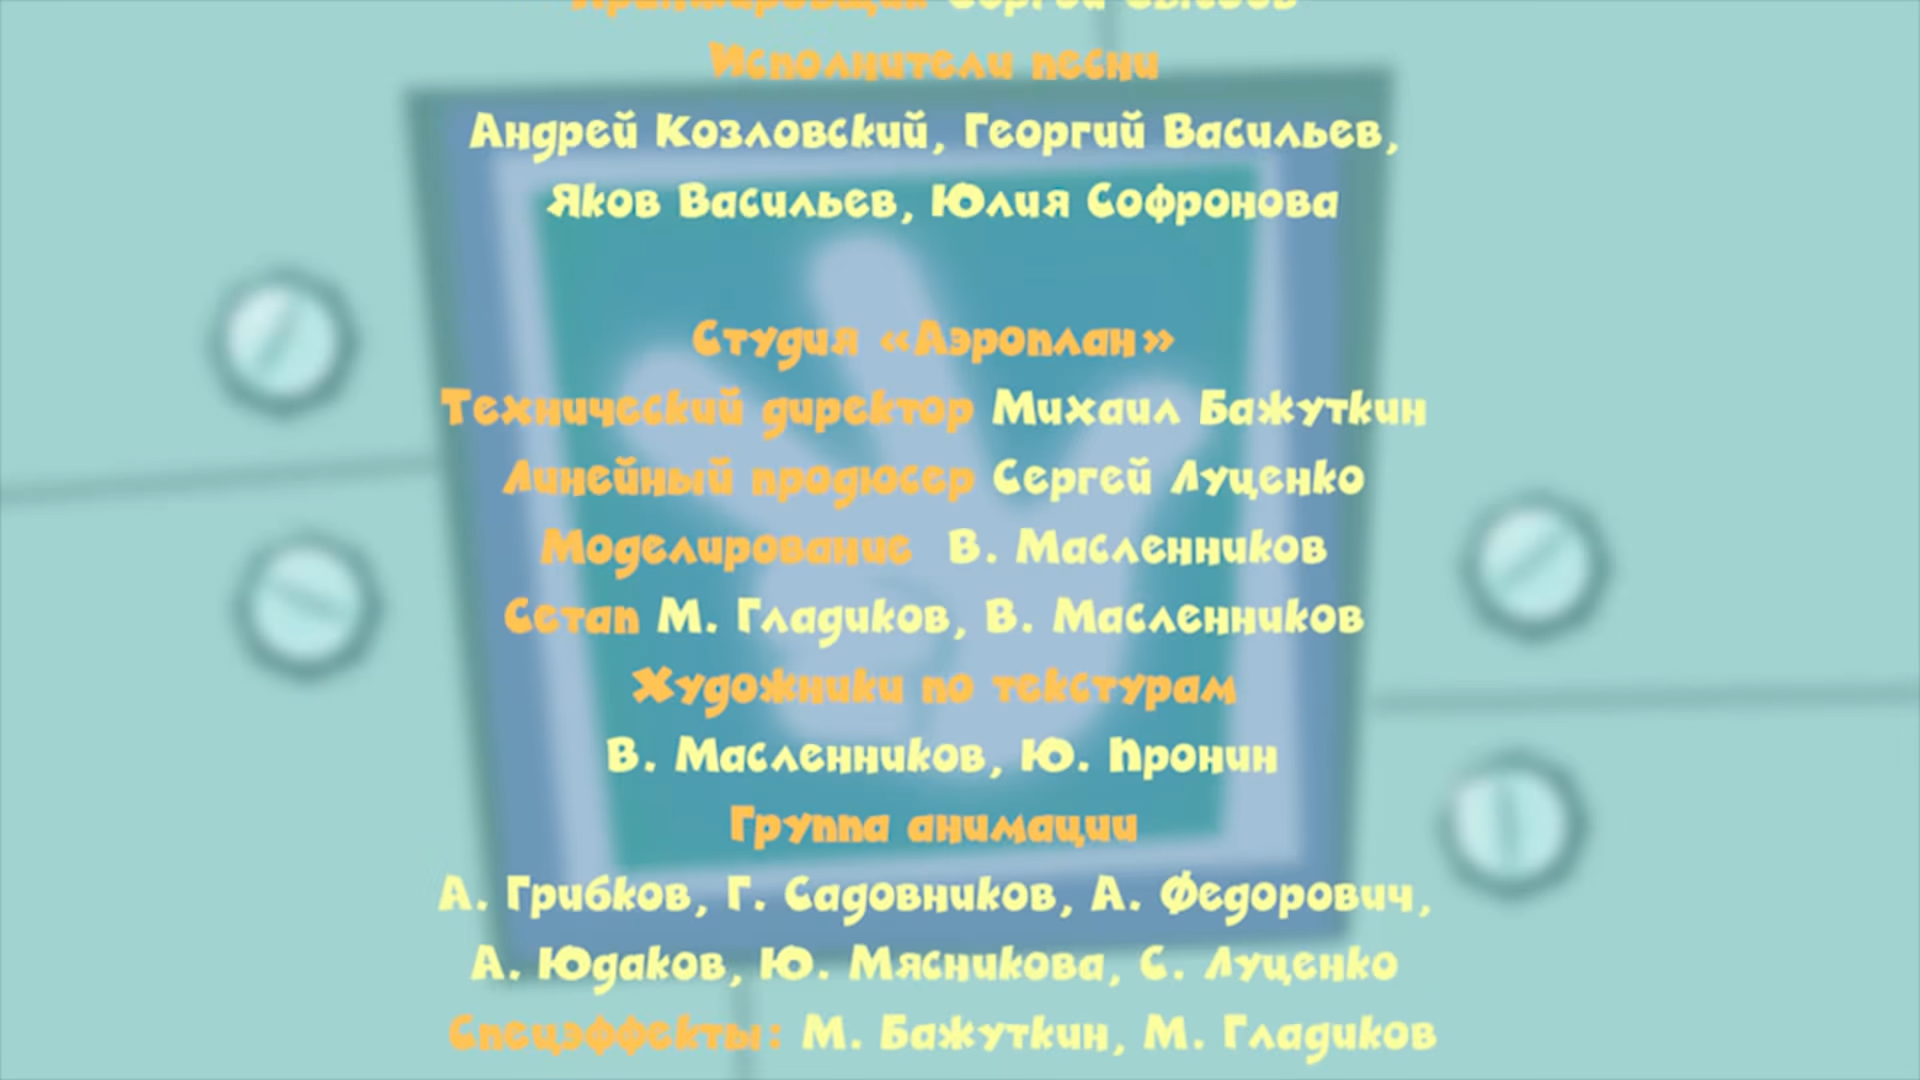 Исполнители песни
Андрей Козловский, Георгий Васильев,
Яков Васильев, Юлия Софронова
Студия «Аэроплан»
Технический директор Михаил Бажуткин
Линейный продюсер Сергей Луценко
Моделирование В. Масленников
Сетап М. Гладиков, В. Масленников
Художники по текстурам
В. Масленников, Ю. Пронин
Группа анимации
А. Грибков, Г. Садовников, А. Федорович,
А. Юдаков, Ю. Мясникова, С. Луценко
Спецэффекты: М. Бажуткин, М. Гладиков